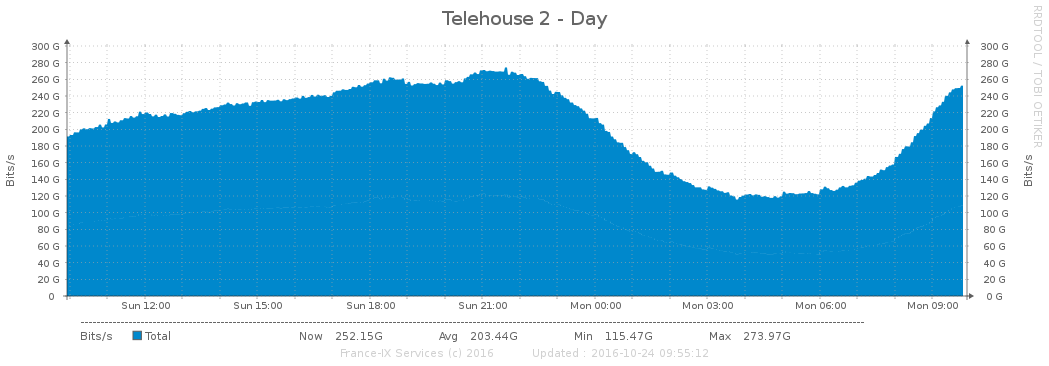 Telehouse 2 - Day
RRDTOOL / TOBI OETIKER
Bits/s
Bits/s
300 G 300 G
280 G 280 G
260 G 260 G
240 G 240 G
220 G 220 G
200 G 200 G
180 G 180 G
160 G 160 G
140 G 140 G
120 G 120 G
100 G 100 G
80 G 80 G
60 G 60 G
40 G 40 G
20 G 20 G
0 0 G
Sun 12:00 Sun 15:00 Sun 18:00 Sun 21:00 Mon 00:00 Mon 03:00 Mon 06:00 Mon 09:00
Bits/s Total Now 252.15G Avg 203.44G Min 115.47G Max 273.97G
France-IX Services (c) 2016 Updated : 2016-10-24 09:55:12